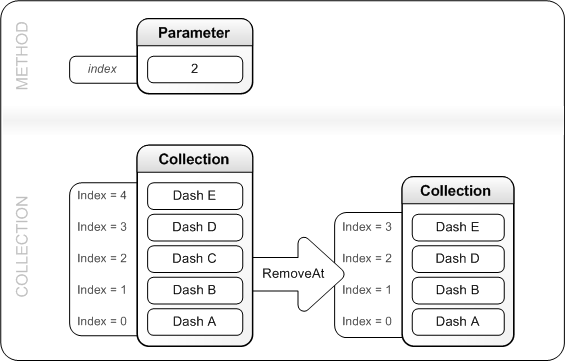 METHOD
Parameter
index
2
COLLECTION
Collection
Index = 4
Dash E
Index = 3
Dash D
Index = 2
Dash C
Index = 1
Dash B
Index = 0
Dash A
RemoveAt
Collection
Index = 3
Dash E
Index = 2
Dash D
Index = 1
Dash B
Index = 0
Dash A